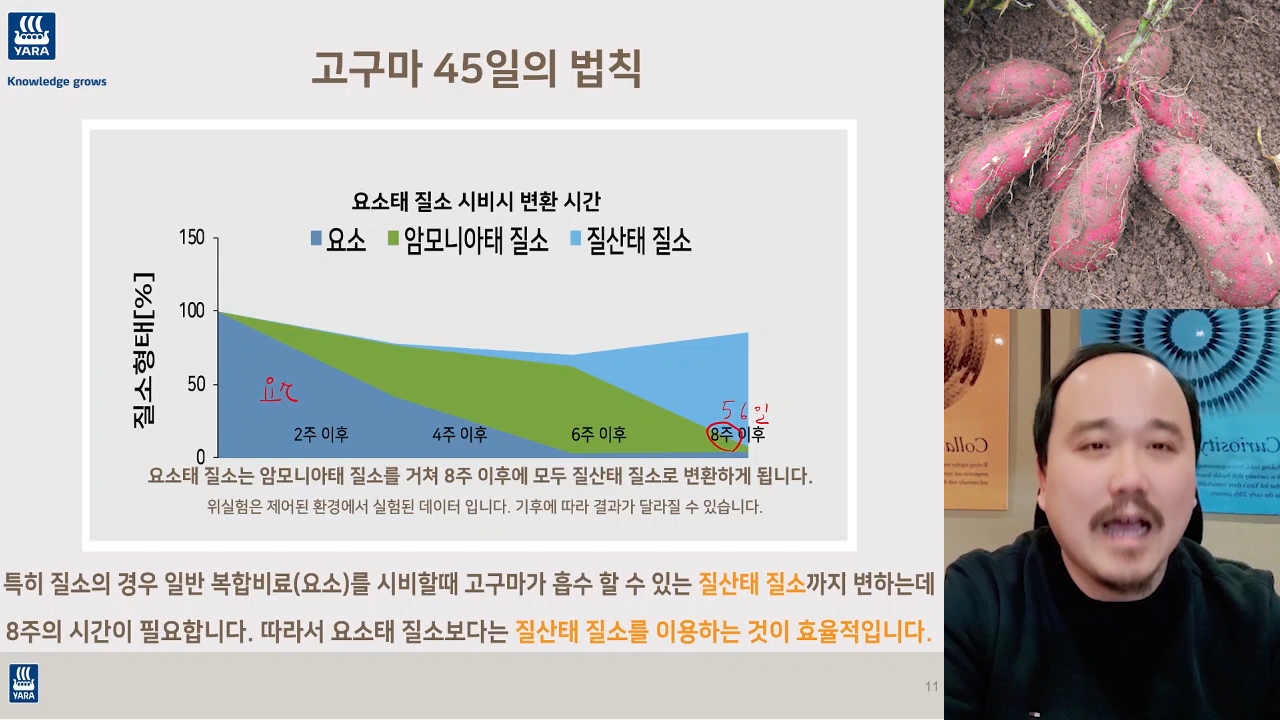 YARA
Knowledge grows
고구마 45일의 법칙
요소태 질소 시비시 변환 시간
요소 암모니아태 질소 질산태 질소
질소형태[%]
150
100
50
0
요소
56일
2주 이후 4주 이후 6주 이후 8주 이후
요소태 질소는 암모니아태 질소를 거쳐 8주 이후에 모두 질산태 질소로 변환하게 됩니다.
위실험은 제어된 환경에서 실험된 데이터 입니다. 기후에 따라 결과가 달라질 수 있습니다.
특히 질소의 경우 일반 복합비료(요소)를 시비할때 고구마가 흡수 할 수 있는 질산태 질소까지 변하는데
8주의 시간이 필요합니다. 따라서 요소태 질소보다는 질산태 질소를 이용하는 것이 효율적입니다.
YARA
11
Colla
Curiosity